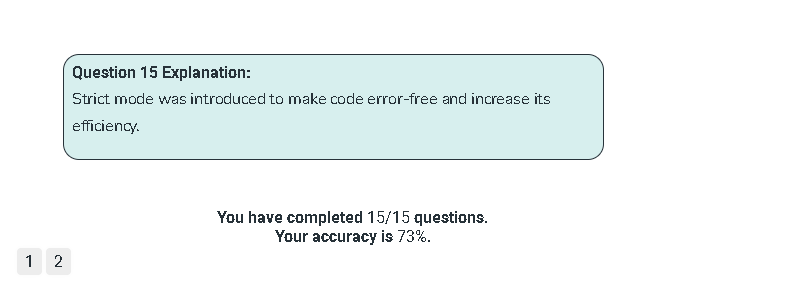 Question 15 Explanation:
Strict mode was introduced to make code error-free and increase its
efficiency.
You have completed 15/15 questions.
Your accuracy is 73%.
1 2